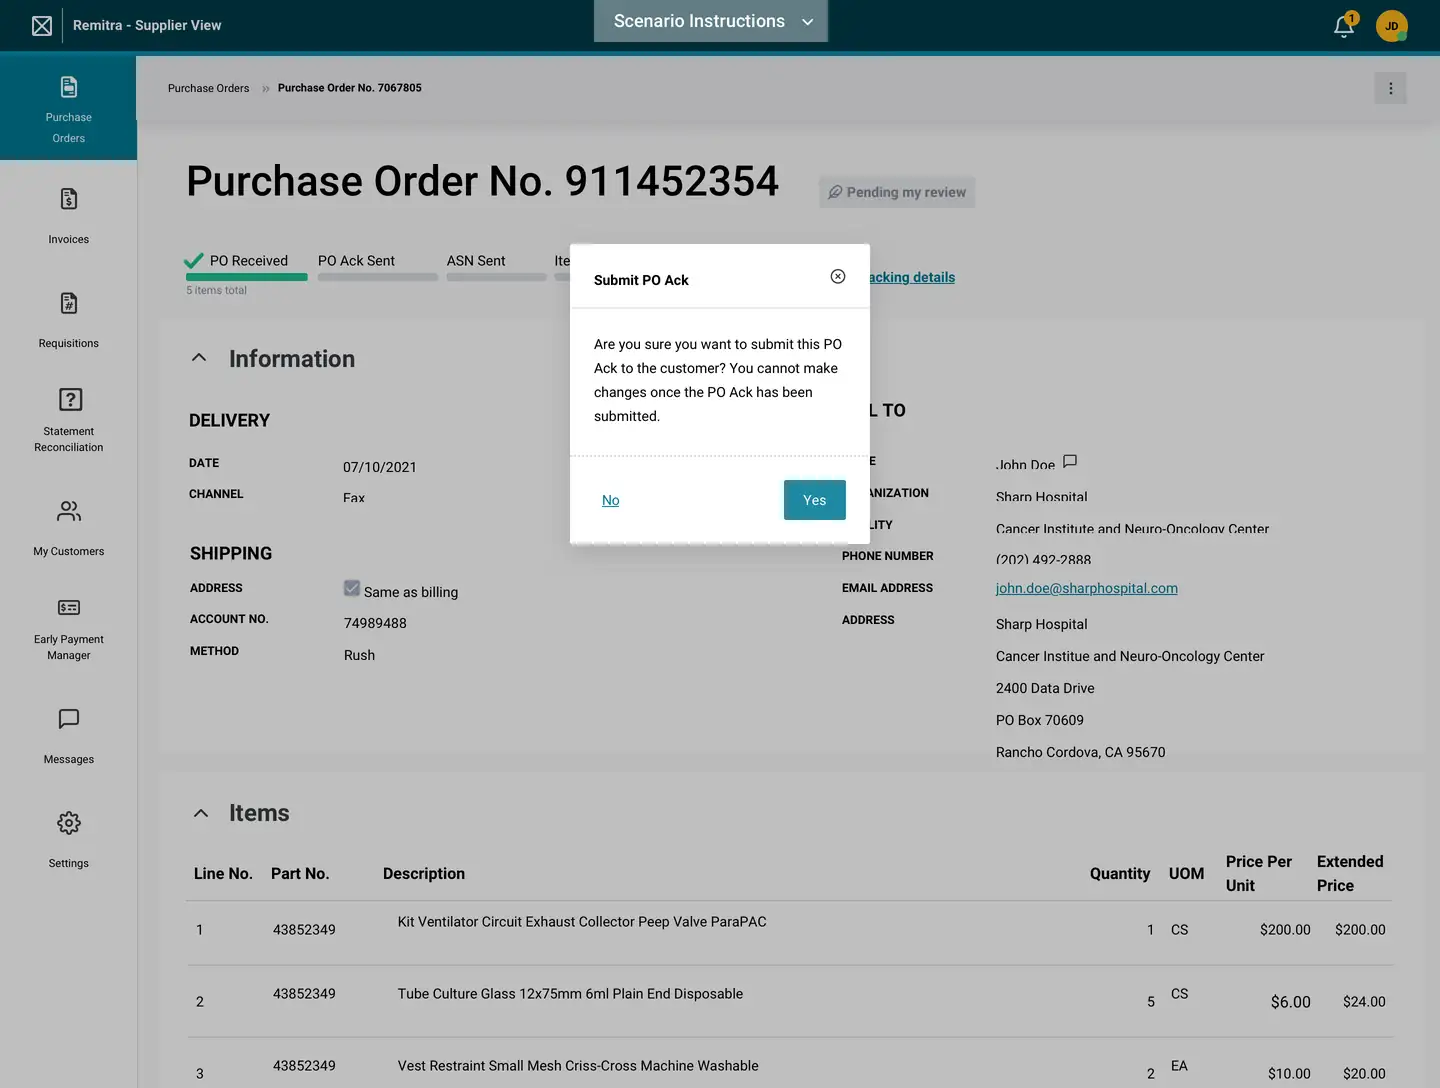 Remitra - Supplier View
Scenario Instructions
1
JD
Purchase Orders
Invoices
Requisitions
Statement
Reconciliation
My Customers
Early Payment
Manager
Messages
Settings
Purchase Orders » Purchase Order No. 7067805
Purchase Order No. 911452354
Pending my review
PO Received
PO Ack Sent
ASN Sent
Ite
acking details
5 items total
Submit PO Ack
Are you sure you want to submit this PO
Ack to the customer? You cannot make
changes once the PO Ack has been
submitted.
No
Yes
Information
DELIVERY
DATE 07/10/2021
CHANNEL Fax
SHIPPING
ADDRESS Same as billing
ACCOUNT NO. 74989488
METHOD Rush
L TO
E John Doe
ANIZATION Sharp Hospital
LITY Cancer Institute and Neuro-Oncology Center
PHONE NUMBER (202) 492-2888
EMAIL ADDRESS john.doe@sharphospital.com
ADDRESS Sharp Hospital
Cancer Institue and Neuro-Oncology Center
2400 Data Drive
PO Box 70609
Rancho Cordova, CA 95670
Items
Line No. Part No. Description Quantity UOM Price Per Unit Extended Price
1 43852349 Kit Ventilator Circuit Exhaust Collector Peep Valve ParaPAC 1 CS $200.00 $200.00
2 43852349 Tube Culture Glass 12x75mm 6ml Plain End Disposable 5 CS $6.00 $24.00
3 43852349 Vest Restraint Small Mesh Criss-Cross Machine Washable 2 EA $10.00 $20.00